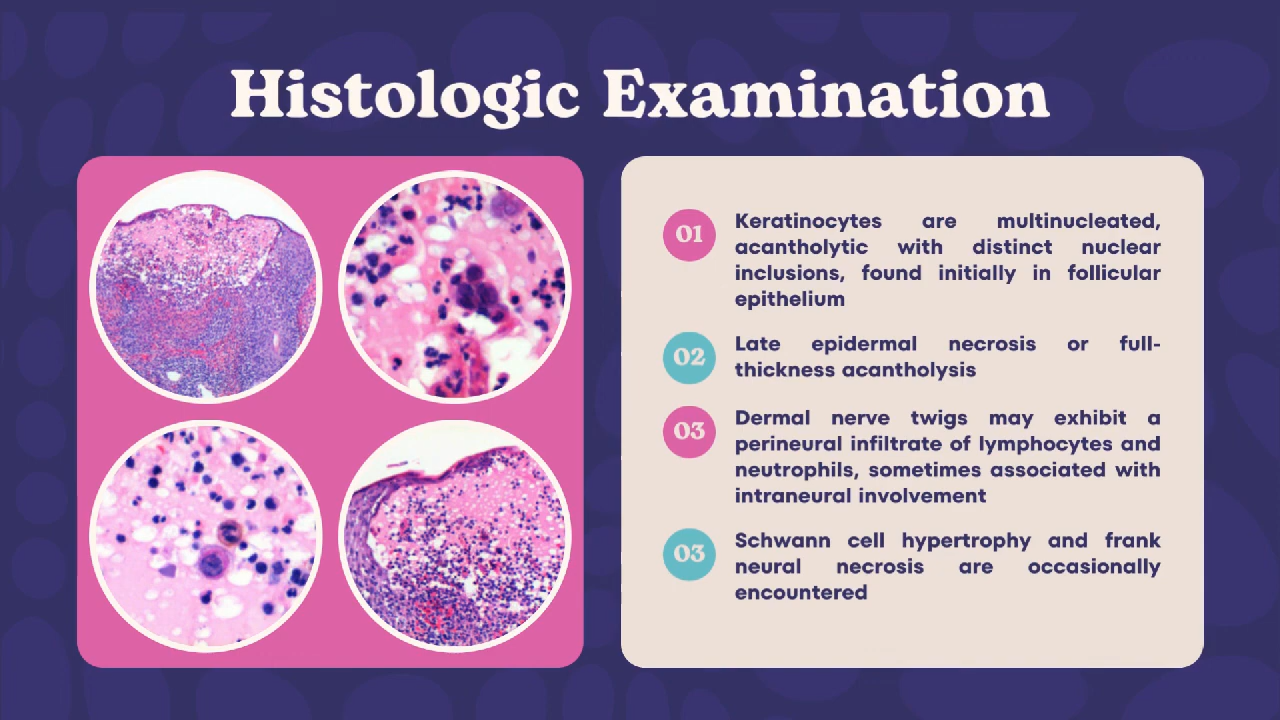 Histologic Examination
01
Keratinocytes are multinucleated,
acantholytic with distinct nuclear
inclusions, found initially in follicular
epithelium
02
Late epidermal necrosis or full-
thickness acantholysis
03
Dermal nerve twigs may exhibit a
perineural infiltrate of lymphocytes and
neutrophils, sometimes associated with
intraneural involvement
03
Schwann cell hypertrophy and frank
neural necrosis are occasionally
encountered